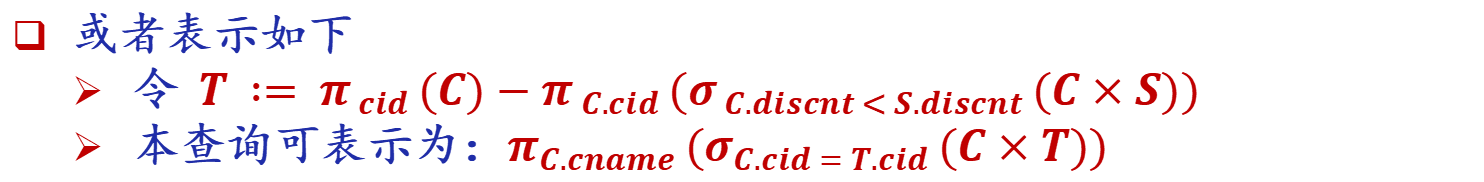 ❑ 或者表示如下
➢ 令 T := π cid (C) − π C.cid (σ C.discnt < S.discnt (C × S))
➢ 本查询可表示为：π C.cname (σ C.cid = T.cid (C × T))